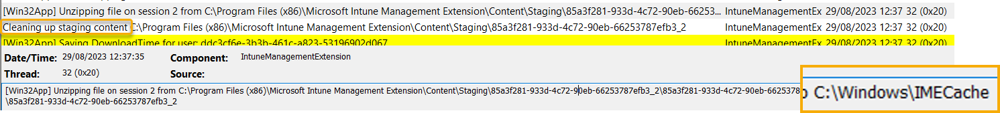 [Win32App] Unzipping file on session 2 from C:\Program Files (x86)\Microsoft Intune Management Extension\Content\Staging\85a3f281-933d-4c72-90eb-66253... IntuneManagementEx 29/08/2023 12:37 32 (0x20)
Cleaning up staging content C:\Program Files (x86)\Microsoft Intune Management Extension\Content\Staging\85a3f281-933d-4c72-90eb-66253787efb3_2 IntuneManagementEx 29/08/2023 12:37 32 (0x20)
[Win32App] Saving DownloadTime for user: ddc3cf6e-3b3b-461c-a823-53196902d067 IntuneManagementEx 29/08/2023 12:37 32 (0x20)
Date/Time: 29/08/2023 12:37:35 Component: IntuneManagementExtension
Thread: 32 (0x20) Source:
[Win32App] Unzipping file on session 2 from C:\Program Files (x86)\Microsoft Intune Management Extension\Content\Staging\85a3f281-933d-4c72-90eb-66253787efb3_2\85a3f281-933d-4c72-90eb-6625378
\85a3f281-933d-4c72-90eb-66253787efb3_2
C:\Windows\IMECache